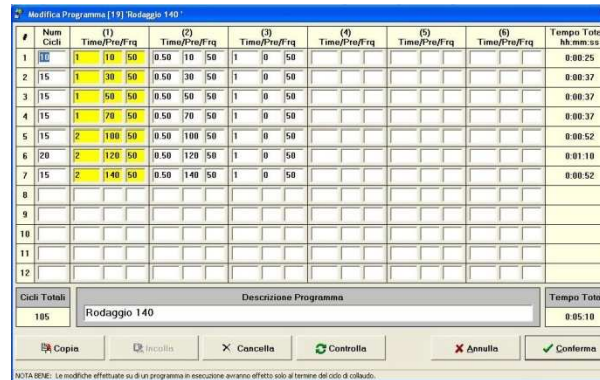 Modifica Programma [19] 'Rodaggio 140 '
# Num Cicli (1) Time/Pre/Frq (2) Time/Pre/Frq (3) Time/Pre/Frq (4) Time/Pre/Frq (5) Time/Pre/Frq (6) Time/Pre/Frq Tempo Tote hh:mm:ss
1 10 1 10 50 0.50 10 50 1 0 50 0:00:25
2 15 1 30 50 0.50 30 50 1 0 50 0:00:37
3 15 1 50 50 0.50 50 50 1 0 50 0:00:37
4 15 1 70 50 0.50 70 50 1 0 50 0:00:37
5 15 2 100 50 0.50 100 50 1 0 50 0:00:52
6 20 2 120 50 0.50 120 50 1 0 50 0:01:10
7 15 2 140 50 0.50 140 50 1 0 50 0:00:52
8
9
10
11
12
Cicli Totali Descrizione Programma Tempo Tote
105 Rodaggio 140 0:05:10
Copia Incolla Cancella Controlla Annulla Conferma
NOTA BENE: Le modifiche effettuate su di un programma in esecuzione avranno effetto solo al termine del ciclo di collaudo.